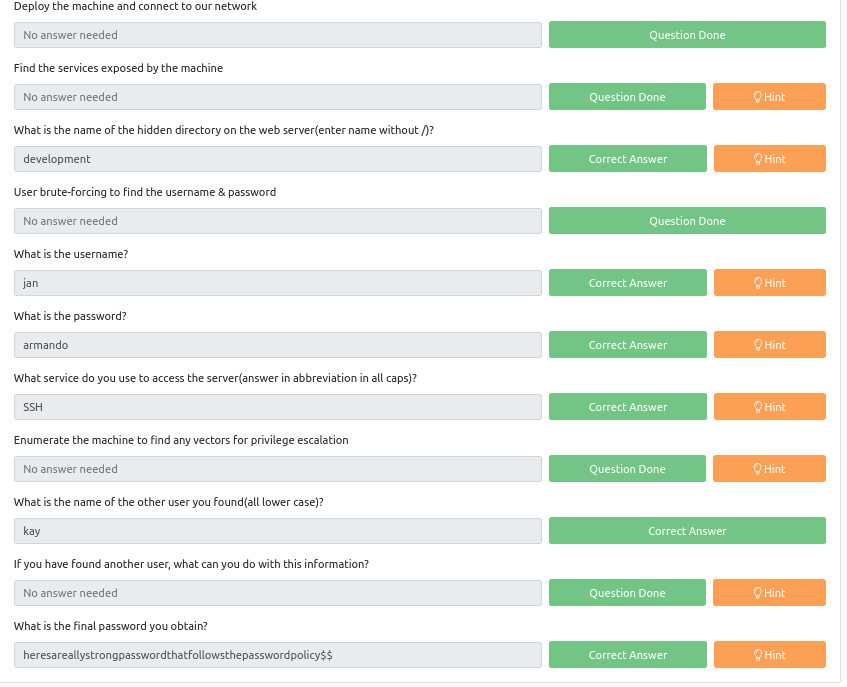 Deploy the machine and connect to our network
No answer needed
Question Done
Find the services exposed by the machine
No answer needed
Question Done
Hint
What is the name of the hidden directory on the web server(enter name without /)?
development
Correct Answer
Hint
User brute-forcing to find the username & password
No answer needed
Question Done
What is the username?
jan
Correct Answer
Hint
What is the password?
armando
Correct Answer
Hint
What service do you use to access the server(answer in abbreviation in all caps)?
SSH
Correct Answer
Hint
Enumerate the machine to find any vectors for privilege escalation
No answer needed
Question Done
Hint
What is the name of the other user you found(all lower case)?
kay
Correct Answer
If you have found another user, what can you do with this information?
No answer needed
Question Done
Hint
What is the final password you obtain?
heresareallystrongpasswordthatfollowsthepasswordpolicy$$
Correct Answer
Hint